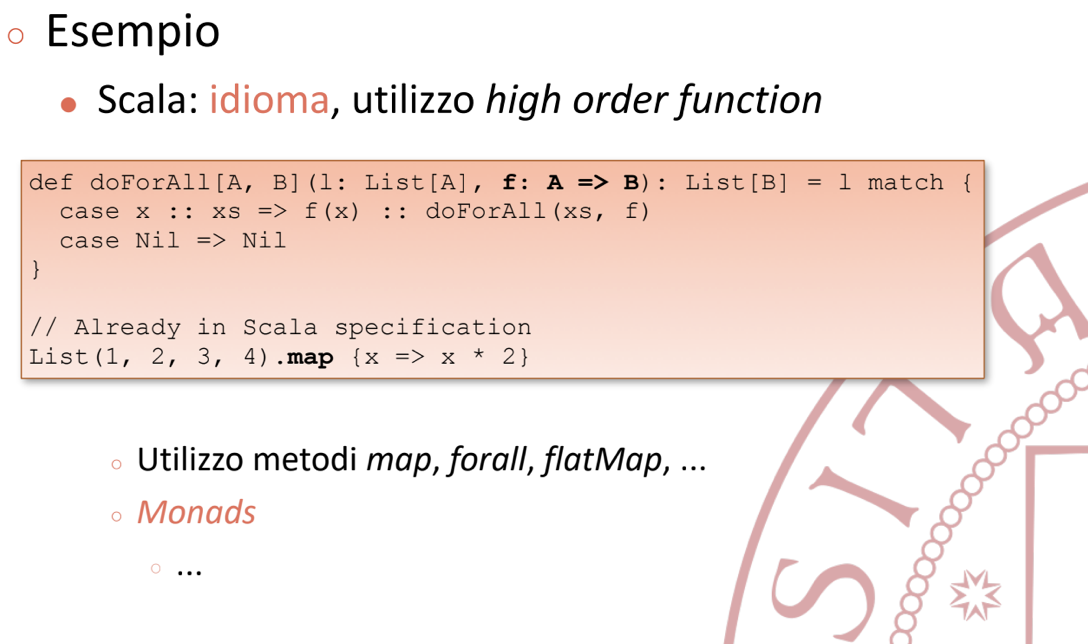 Esempio
Scala: idioma, utilizzo high order function
def doForAll[A, B](l: List[A], f: A => B): List[B] = l match {
  case x :: xs => f(x) :: doForAll(xs, f)
  case Nil => Nil
}
// Already in Scala specification
List(1, 2, 3, 4).map {x => x * 2}
Utilizzo metodi map, forall, flatMap, ...
Monads
...